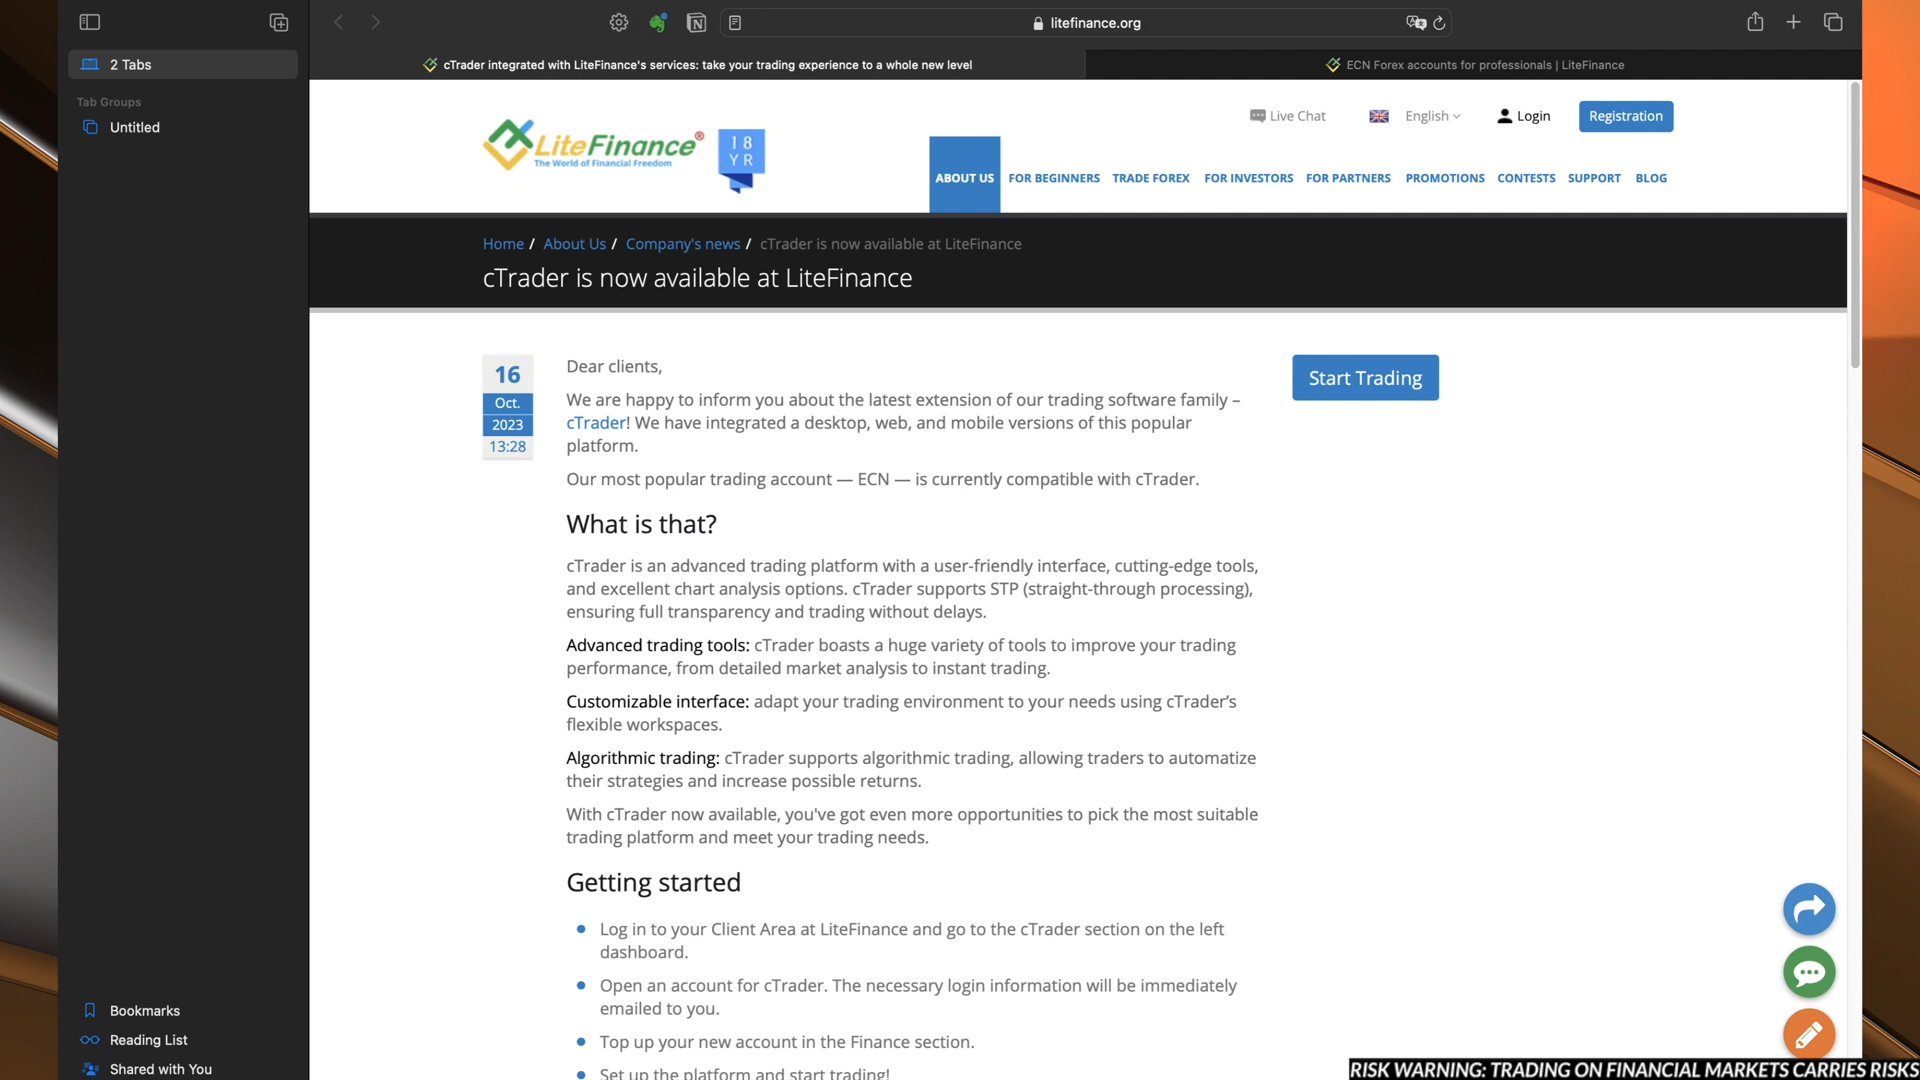 litefinance.org
2 Tabs
cTrader integrated with LiteFinance's services: take your trading experience to a whole new level
ECN Forex accounts for professionals | LiteFinance
Tab Groups
Untitled
Live Chat
English
Login
Registration
LiteFinance®
The World of Financial Freedom
18
YR
ABOUT US
FOR BEGINNERS
TRADE FOREX
FOR INVESTORS
FOR PARTNERS
PROMOTIONS
CONTESTS
SUPPORT
BLOG
Home / About Us / Company's news / cTrader is now available at LiteFinance
cTrader is now available at LiteFinance
16
Oct.
2023
13:28
Dear clients,
We are happy to inform you about the latest extension of our trading software family –
cTrader! We have integrated a desktop, web, and mobile versions of this popular
platform.
Our most popular trading account — ECN — is currently compatible with cTrader.
Start Trading
What is that?
cTrader is an advanced trading platform with a user-friendly interface, cutting-edge tools,
and excellent chart analysis options. cTrader supports STP (straight-through processing),
ensuring full transparency and trading without delays.
Advanced trading tools: cTrader boasts a huge variety of tools to improve your trading
performance, from detailed market analysis to instant trading.
Customizable interface: adapt your trading environment to your needs using cTrader’s
flexible workspaces.
Algorithmic trading: cTrader supports algorithmic trading, allowing traders to automatize
their strategies and increase possible returns.
With cTrader now available, you've got even more opportunities to pick the most suitable
trading platform and meet your trading needs.
Getting started
Log in to your Client Area at LiteFinance and go to the cTrader section on the left
dashboard.
Open an account for cTrader. The necessary login information will be immediately
emailed to you.
Top up your new account in the Finance section.
Set up the platform and start trading!
Bookmarks
Reading List
Shared with You
RISK WARNING: TRADING ON FINANCIAL MARKETS CARRIES RISKS